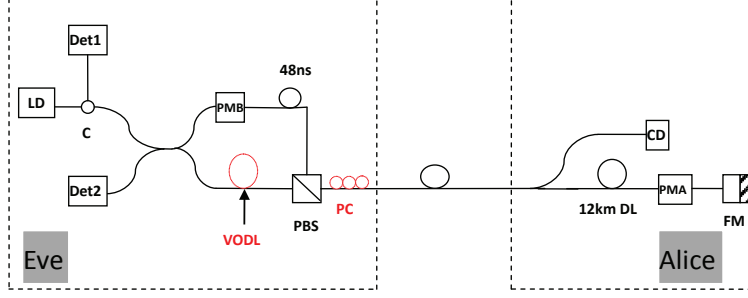 Det1
48ns
LD
C
PMB
CD
Det2
VODL
PBS
PC
12km DL
PMA
FM
Eve
Alice